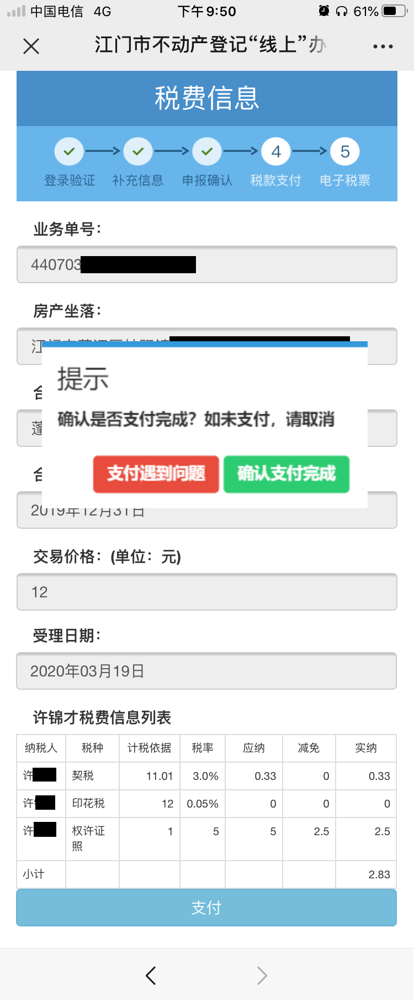 中国电信 4G 下午9:50 61%
江门市不动产登记“线上”办
税费信息
4 5
登录验证 补充信息 申报确认 税款支付 电子税票
业务单号：
440703
房产坐落：
江
提示
确认是否支付完成？如未支付，请取消
支付遇到问题 确认支付完成
合
蓬
合
2019年12月31日
交易价格：(单位：元)
12
受理日期：
2020年03月19日
许锦才税费信息列表
纳税人 税种 计税依据 税率 应纳 减免 实纳
许 契税 11.01 3.0% 0.33 0 0.33
许 印花税 12 0.05% 0 0 0
许 权许证 1 5 5 2.5 2.5
照
小计 2.83
支付